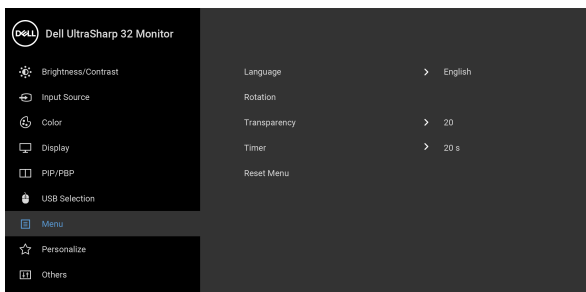 DELL Dell UltraSharp 32 Monitor
Brightness/Contrast
Input Source
Color
Display
PIP/PBP
USB Selection
Menu
Personalize
Others
Language > English
Rotation
Transparency > 20
Timer > 20 s
Reset Menu